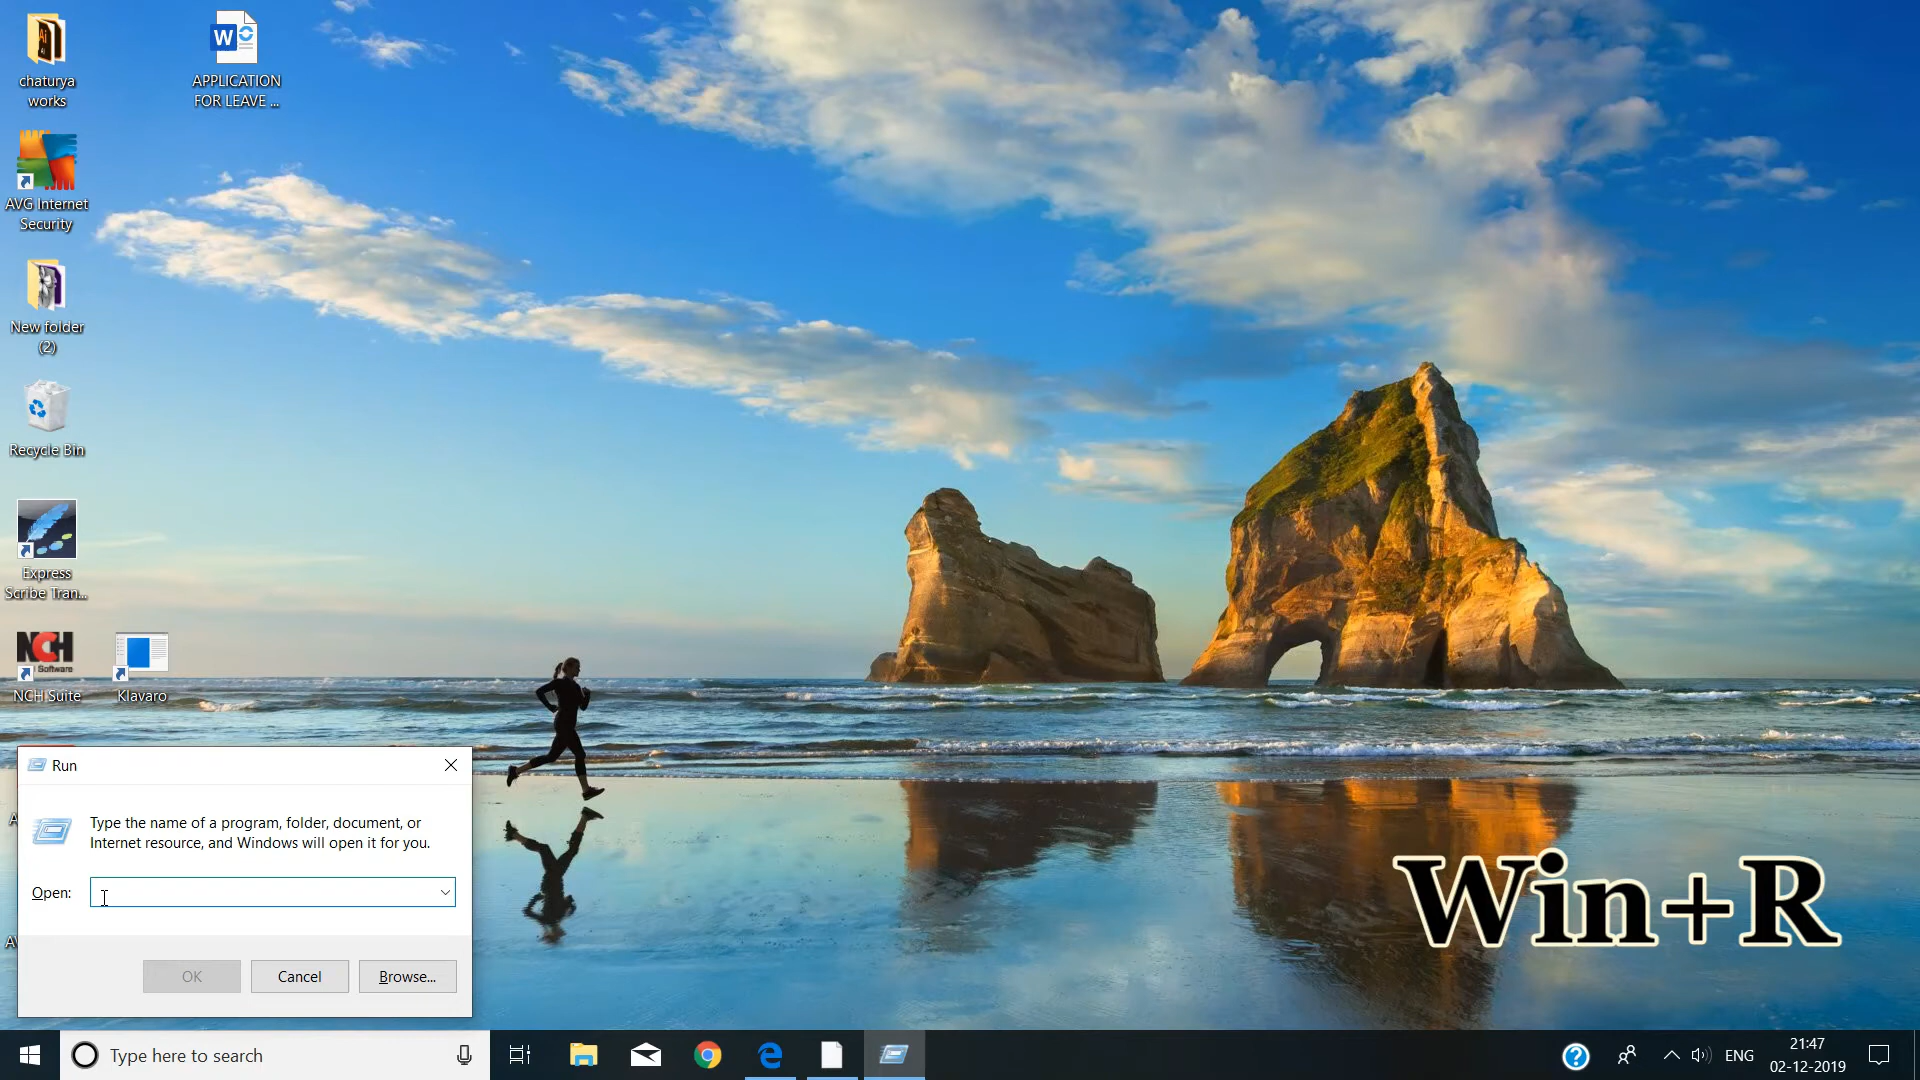 chaturya
works
APPLICATION
FOR LEAVE ...
AVG Internet
Security
New folder
(2)
Recycle Bin
Express
Scribe Tran...
NCH
Software
NCH Suite
Klavaro
Run
Type the name of a program, folder, document, or
Internet resource, and Windows will open it for you.
Open:
OK
Cancel
Browse...
Win+R
Type here to search
ENG
21:47
02-12-2019